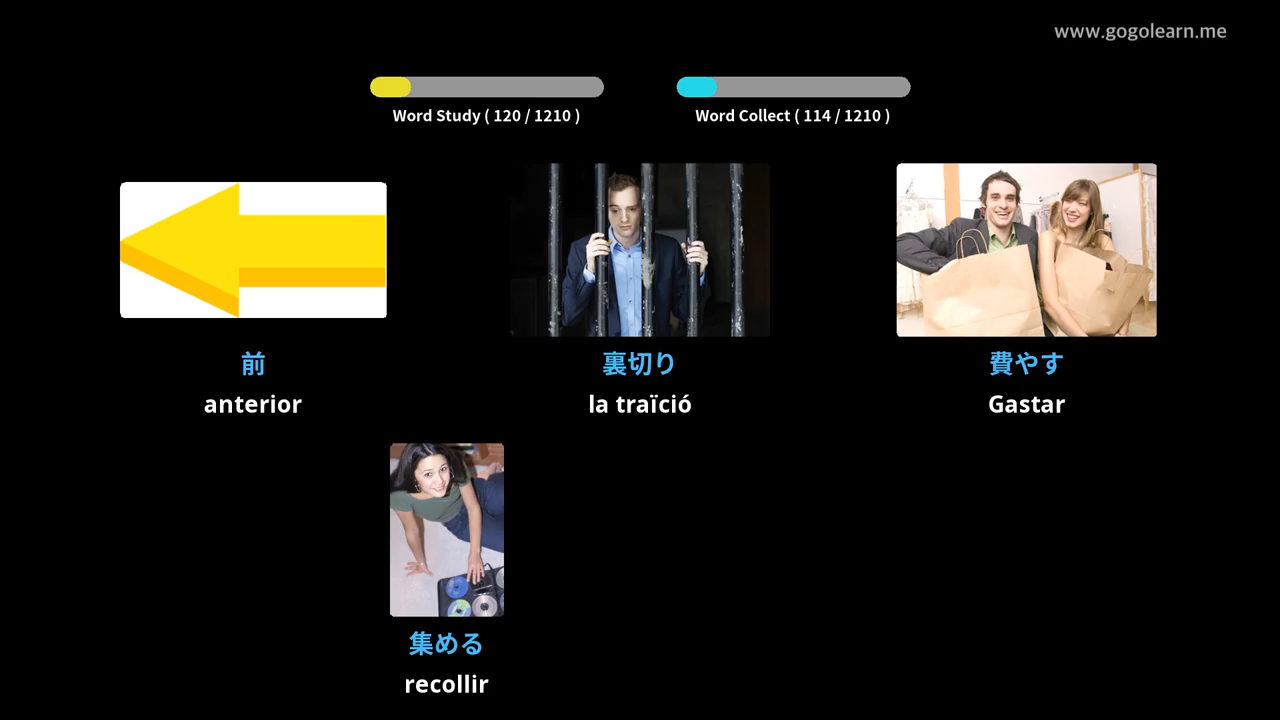 www.gogolearn.me
Word Study ( 120 / 1210 )
Word Collect ( 114 / 1210 )
前
anterior
裏切り
la traïció
費やす
Gastar
集める
recollir